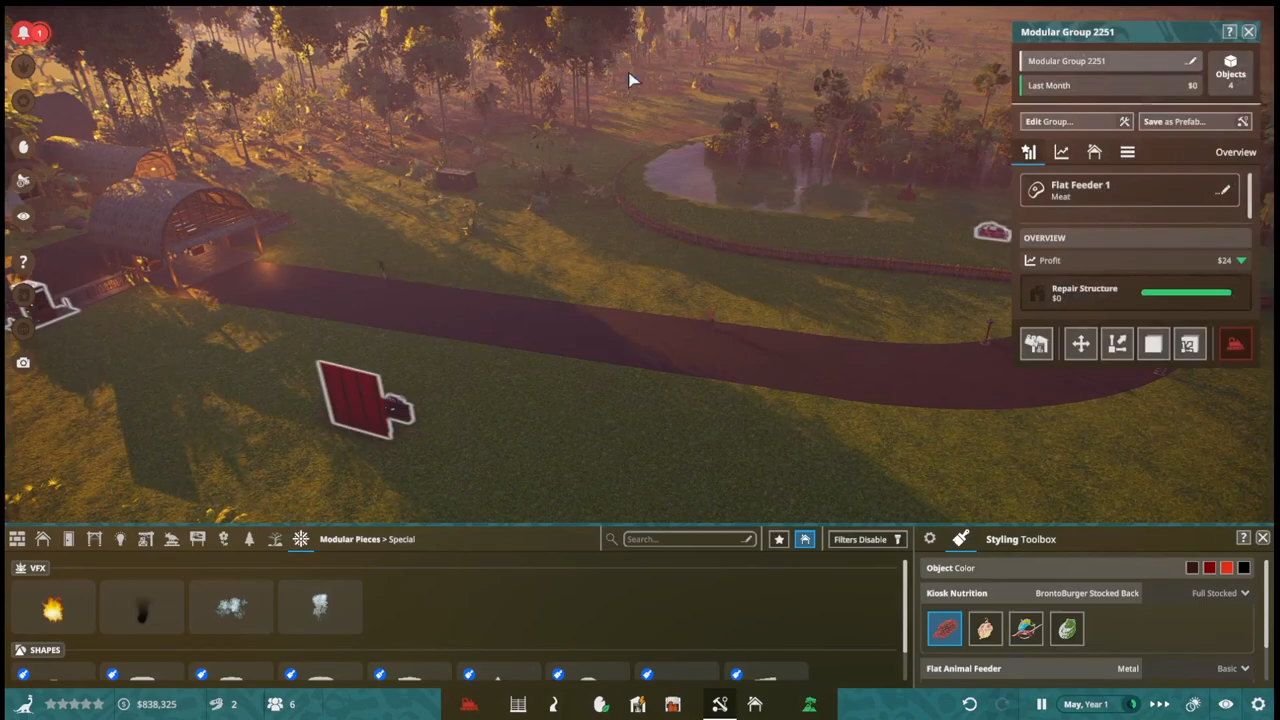 1
Modular Group 2251
?
Modular Group 2251
Objects
4
Last Month $0
Edit Group...
Save as Prefab...
Overview
Flat Feeder 1
Meat
OVERVIEW
Profit $24
Repair Structure
$0
?
Modular Pieces > Special
Search...
Filters Disable
Styling Toolbox
?
VFX
Object Color
Kiosk Nutrition BrontoBurger Stocked Back Full Stocked
SHAPES
Flat Animal Feeder Metal Basic
$838,325
2
6
May, Year 1